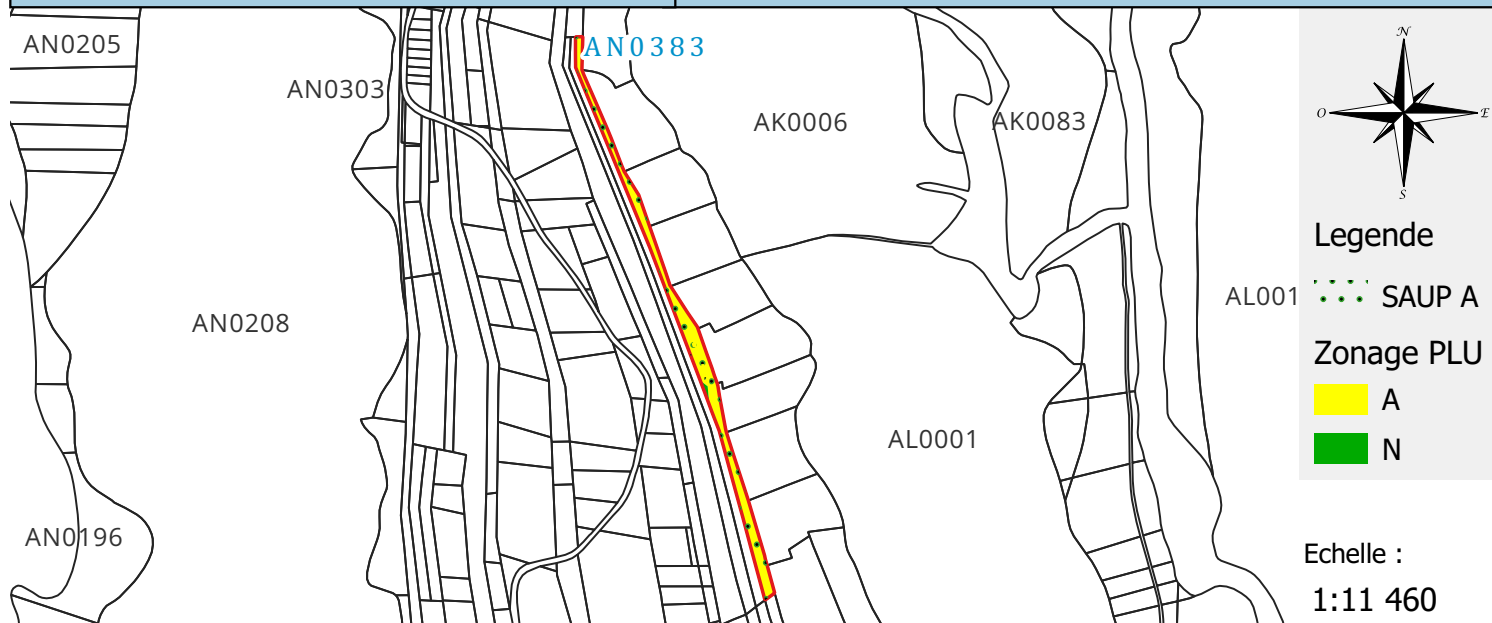 AN0205
AN0383
AN0303
AK0006
AK0083
AN0208
AL001
AL0001
AN0196
N
O
E
S
Legende
SAUP A
Zonage PLU
A
N
Echelle :
1:11 460